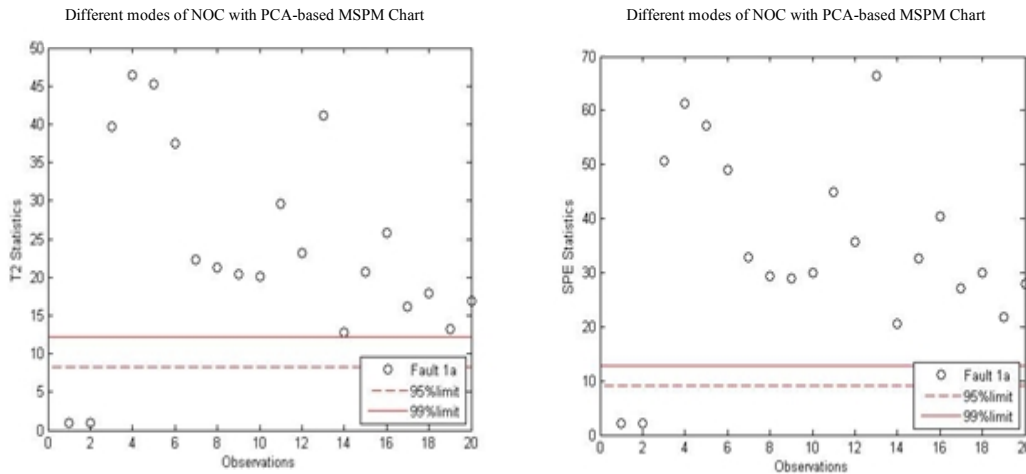 Different modes of NOC with PCA-based MSPM Chart
50
45
40
35
30
25
20
15
10
5
0
T2 Statistics
0 2 4 6 8 10 12 14 16 18 20
Observations
Fault 1a
95%limit
99%limit
Different modes of NOC with PCA-based MSPM Chart
70
60
50
40
30
20
10
0
SPE Statistics
0 2 4 6 8 10 12 14 16 18 20
Observations
Fault 1a
95%limit
99%limit